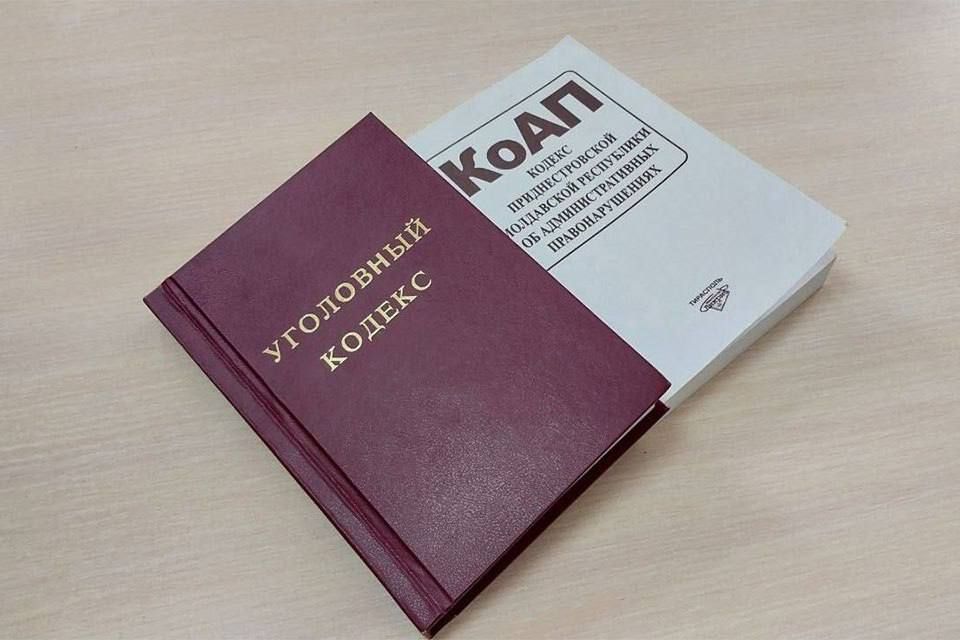 УГОЛОВНЫЙ
КОДЕКС
КоАП
КОДЕКС
ПРИДНЕСТРОВСКОЙ
МОЛДАВСКОЙ РЕСПУБЛИКИ
ОБ АДМИНИСТРАТИВНЫХ
ПРАВОНАРУШЕНИЯХ
ТИРАСПОЛЬ